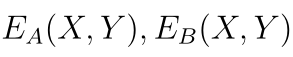 E_A(X, Y), E_B(X, Y)